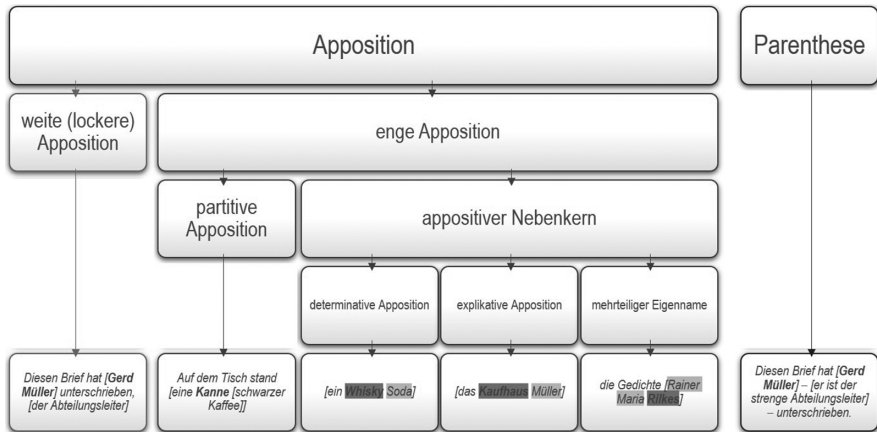 Apposition
Parenthese
weite (lockere)
Apposition
enge Apposition
partitive
Apposition
appositiver Nebenkern
determinative Apposition
explikative Apposition
mehrteiliger Eigenname
Diesen Brief hat [Gerd
Müller] unterschrieben,
[der Abteilungsleiter]
Auf dem Tisch stand
[eine Kanne [schwarzer
Kaffee]]
[ein Whisky Soda]
[das Kaufhaus Müller]
die Gedichte [Rainer
Maria Rilkes]
Diesen Brief hat [Gerd
Müller] – [er ist der
strenge Abteilungsleiter]
– unterschrieben.